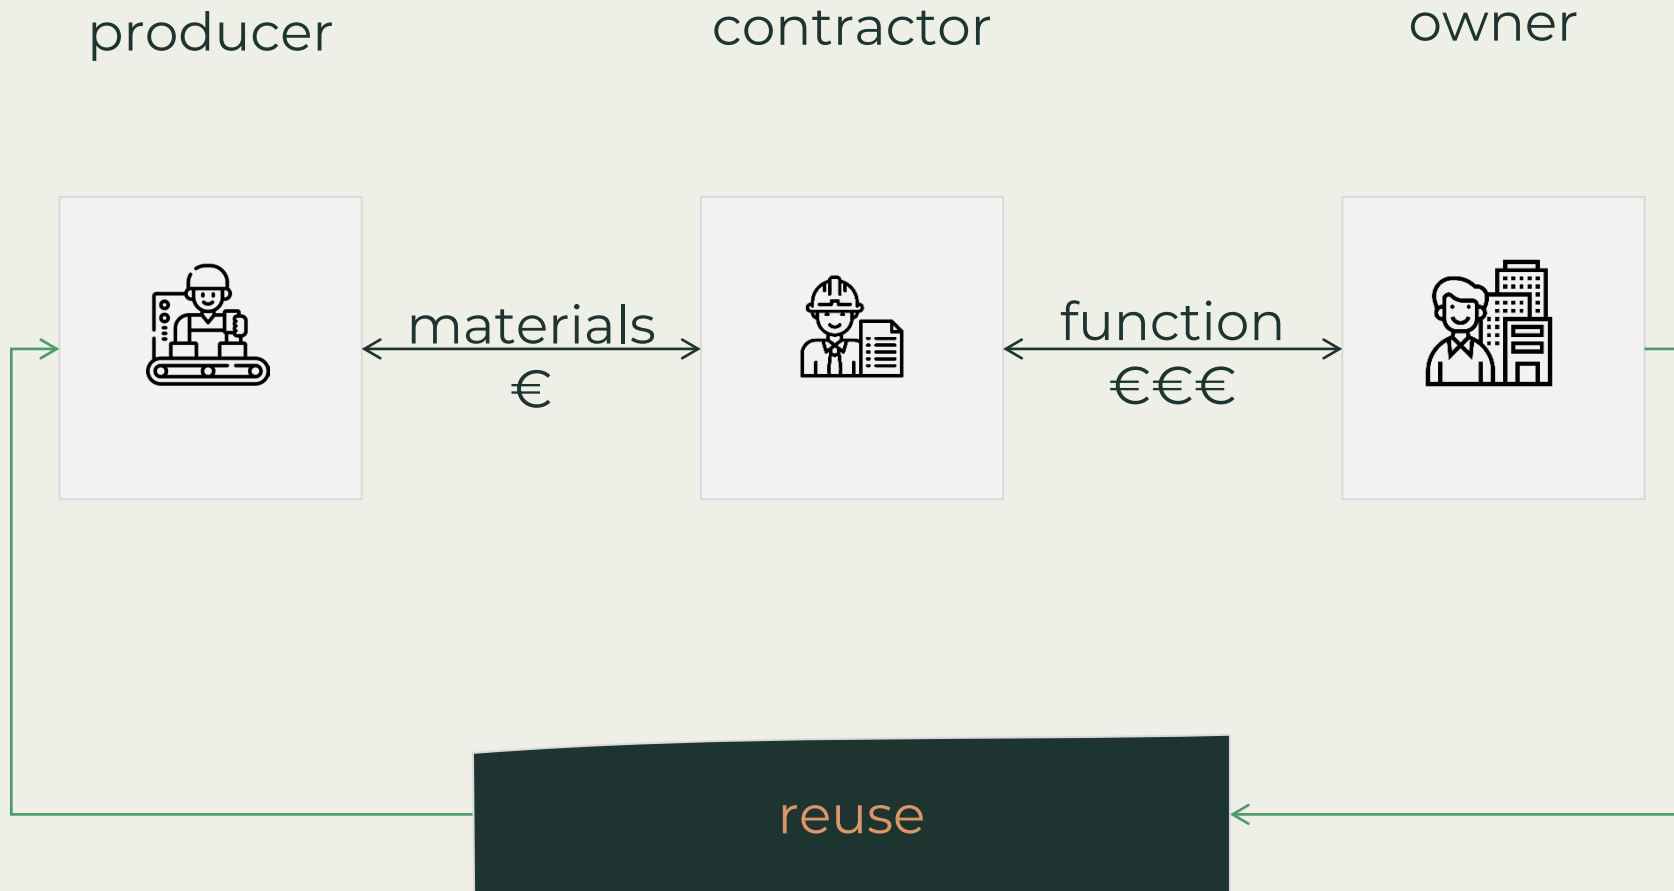 producer
contractor
owner
materials
€
function
€€€
reuse